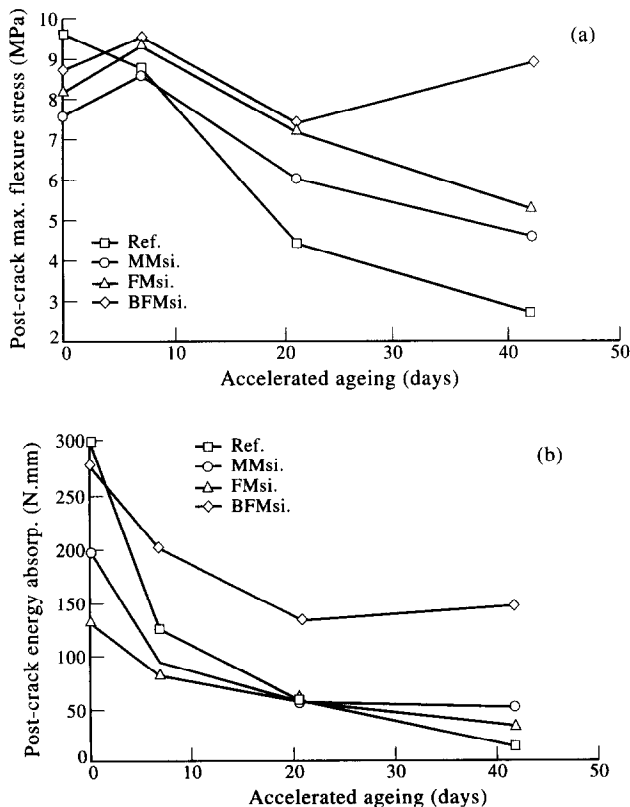 (a)
Post-crack max. flexure stress (MPa)
10
9
8
7
6
5
4
3
2
Ref.
MMsi.
FMsi.
BFMsi.
0 10 20 30 40 50
Accelerated ageing (days)
(b)
Post-crack energy absorp. (N.mm)
300
250
200
150
100
50
0
Ref.
MMsi.
FMsi.
BFMsi.
0 10 20 30 40 50
Accelerated ageing (days)